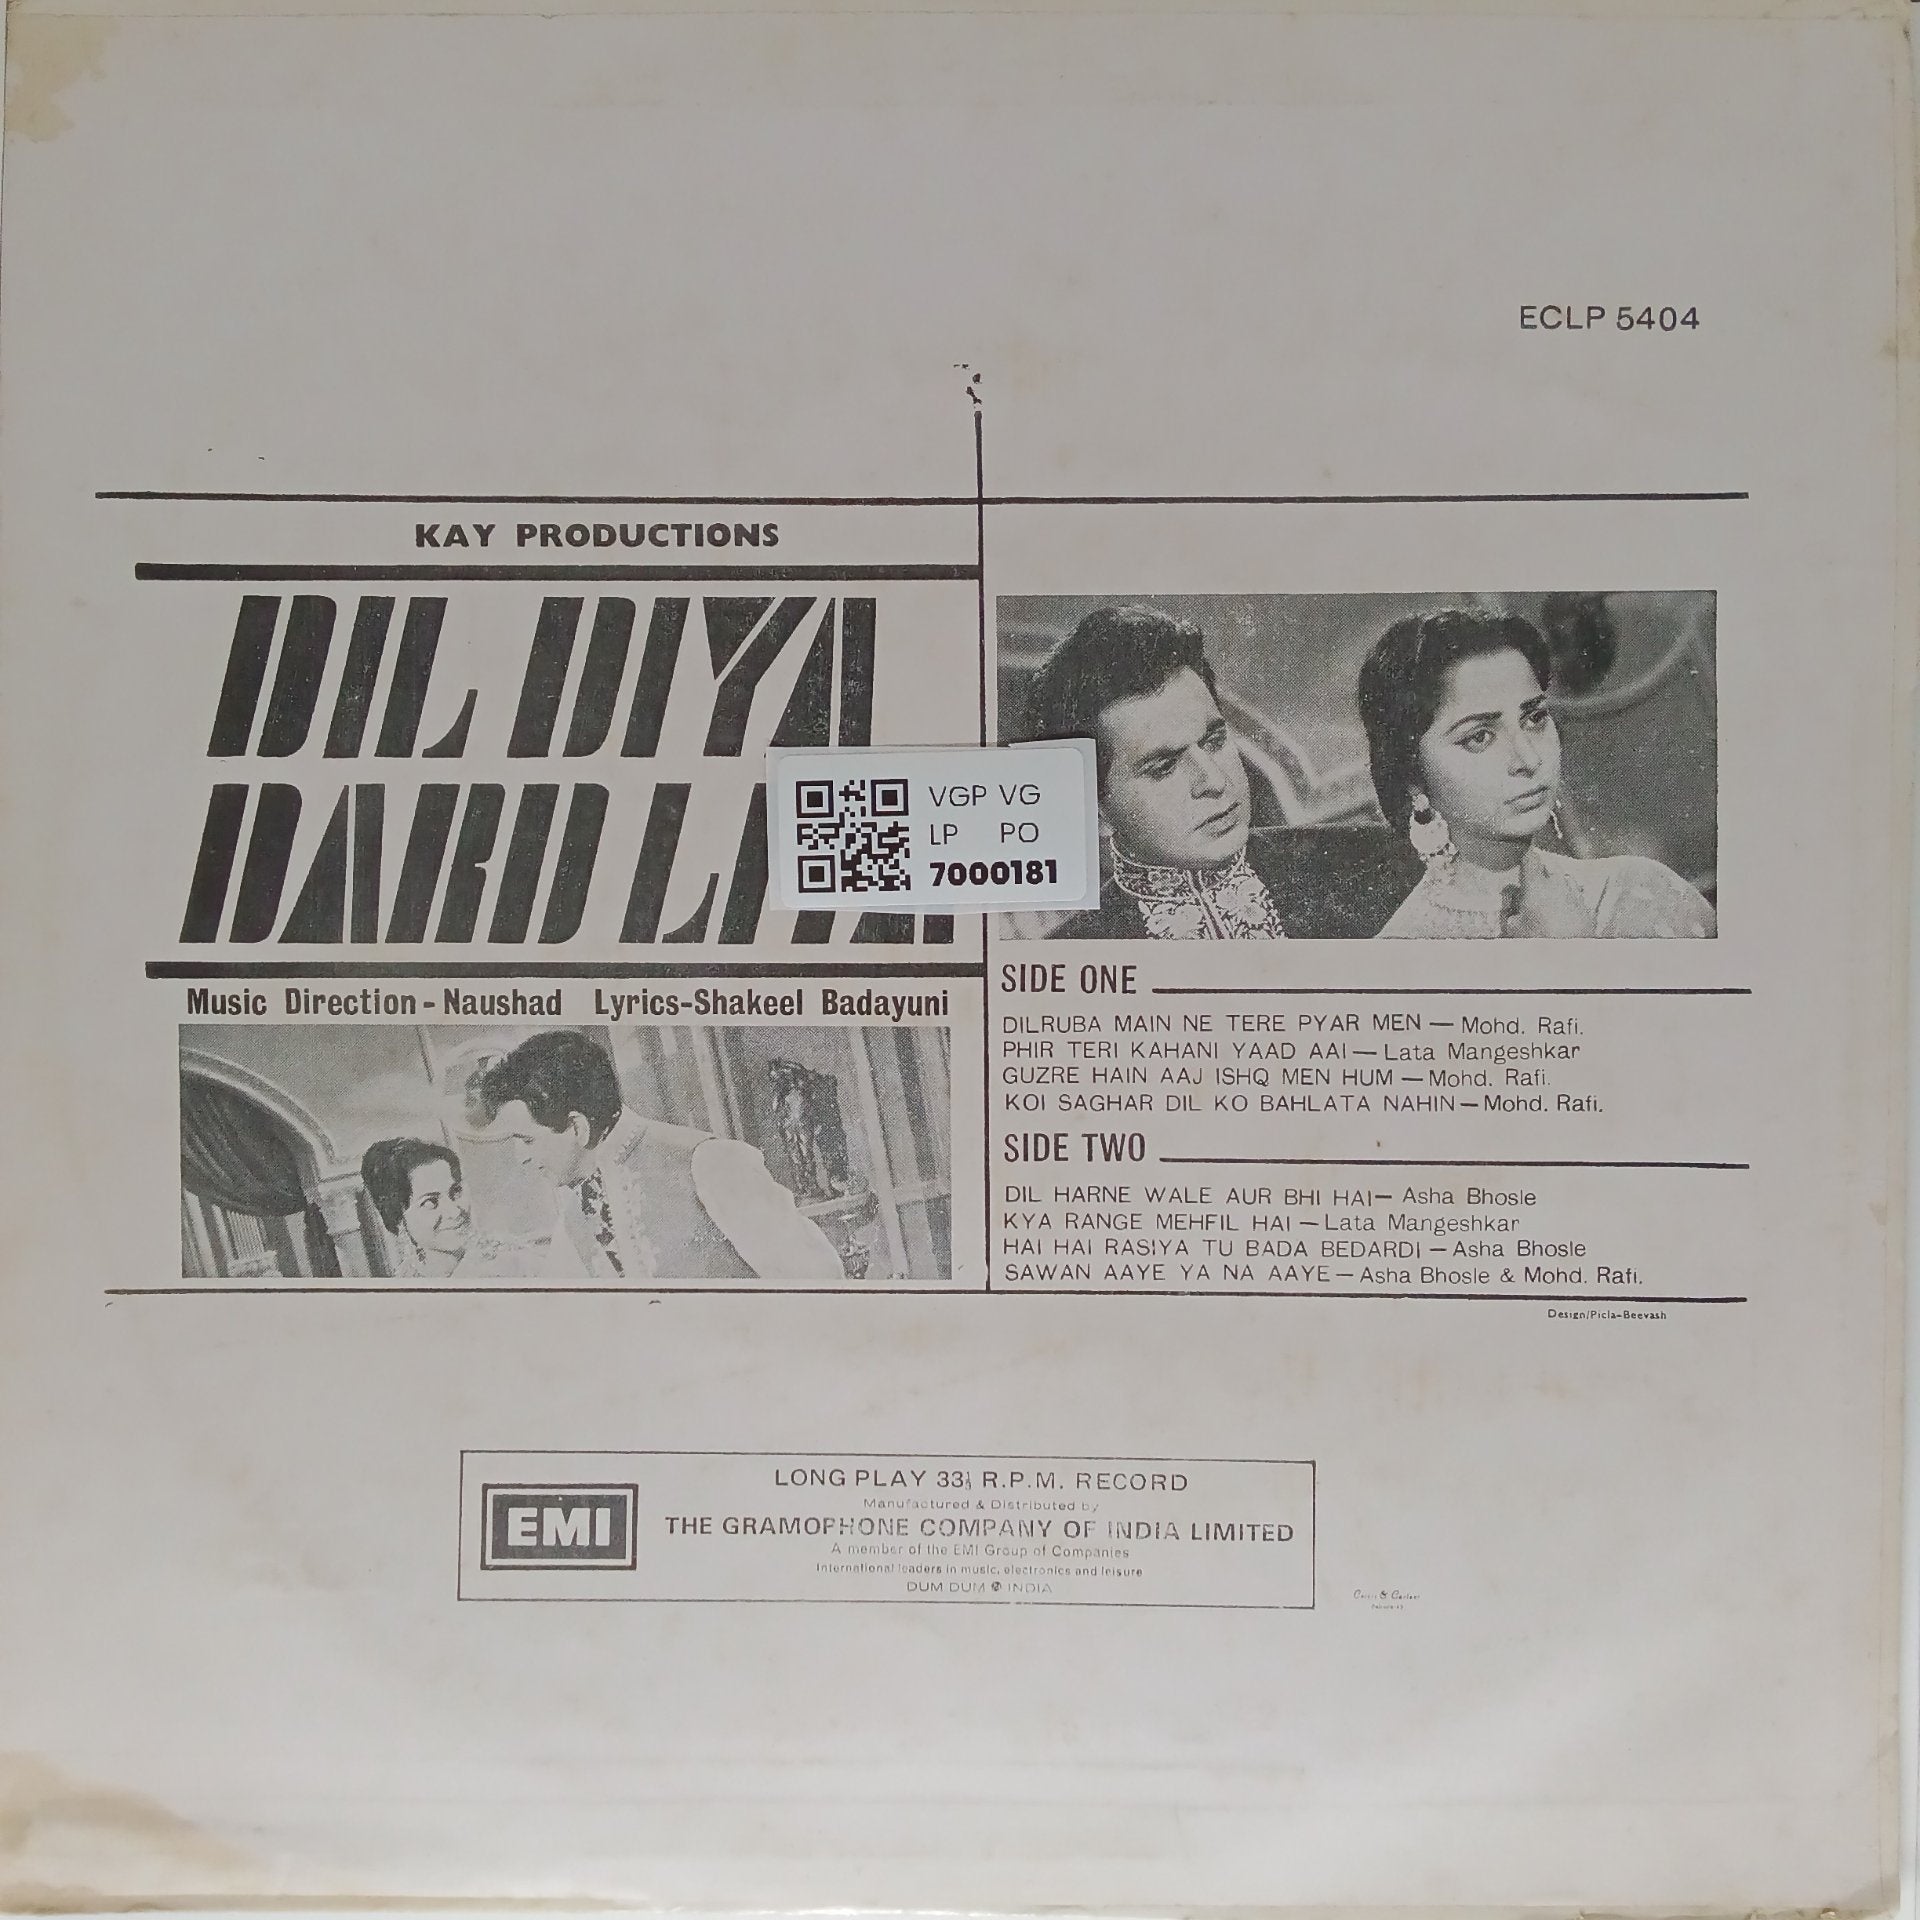 ECLP 5404
KAY PRODUCTIONS
DIL DIYA
DARD
VGP VG
LP PO
7000181
Music Direction - Naushad Lyrics-Shakeel Badayuni
SIDE ONE
DILRUBA MAIN NE TERE PYAR MEN — Mohd. Rafi.
PHIR TERI KAHANI YAAD AAI — Lata Mangeshkar
GUZRE HAIN AAJ ISHQ MEN HUM — Mohd. Rafi.
KOI SAGHAR DIL KO BAHLATA NAHIN — Mohd. Rafi.
SIDE TWO
DIL HARNE WALE AUR BHI HAI — Asha Bhosle
KYA RANGE MEHFIL HAI — Lata Mangeshkar
HAI HAI RASIYA TU BADA BEDARDI — Asha Bhosle
SAWAN AAYE YA NA AAYE — Asha Bhosle & Mohd. Rafi.
Design/Picla-Beevash
EMI
LONG PLAY 33⅓ R.P.M. RECORD
Manufactured & Distributed by
THE GRAMOPHONE COMPANY OF INDIA LIMITED
A member of the EMI Group of Companies
International leaders in music, electronics and leisure
DUM DUM INDIA